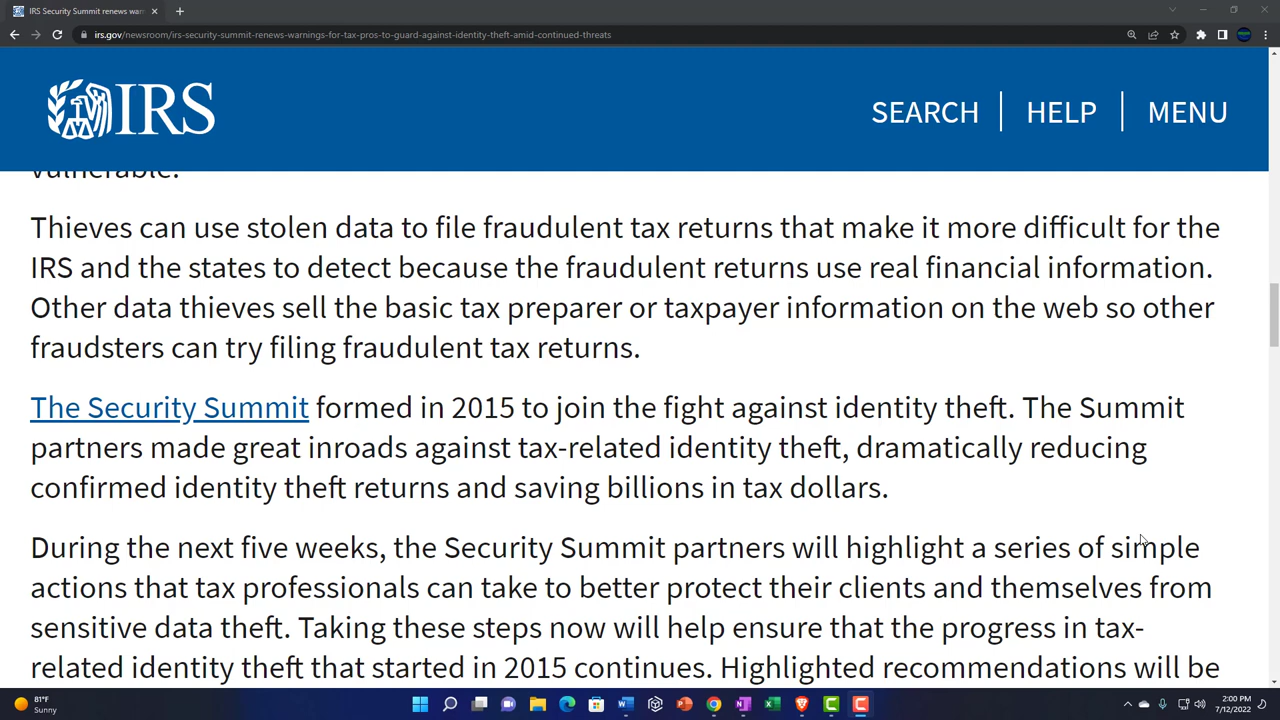 IRS Security Summit renews warn
irs.gov/newsroom/irs-security-summit-renews-warnings-for-tax-pros-to-guard-against-identity-theft-amid-continued-threats
IRS
SEARCH
HELP
MENU
vulnerable.
Thieves can use stolen data to file fraudulent tax returns that make it more difficult for the
IRS and the states to detect because the fraudulent returns use real financial information.
Other data thieves sell the basic tax preparer or taxpayer information on the web so other
fraudsters can try filing fraudulent tax returns.
The Security Summit formed in 2015 to join the fight against identity theft. The Summit
partners made great inroads against tax-related identity theft, dramatically reducing
confirmed identity theft returns and saving billions in tax dollars.
During the next five weeks, the Security Summit partners will highlight a series of simple
actions that tax professionals can take to better protect their clients and themselves from
sensitive data theft. Taking these steps now will help ensure that the progress in tax-
related identity theft that started in 2015 continues. Highlighted recommendations will be
81°F
Sunny
2:00 PM
7/12/2022